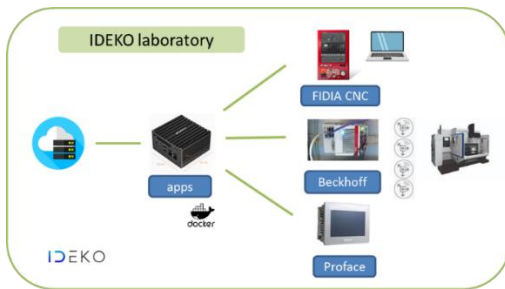 IDEKO laboratory
FIDIA CNC
apps
Beckhoff
docker
IDEKO
Proface